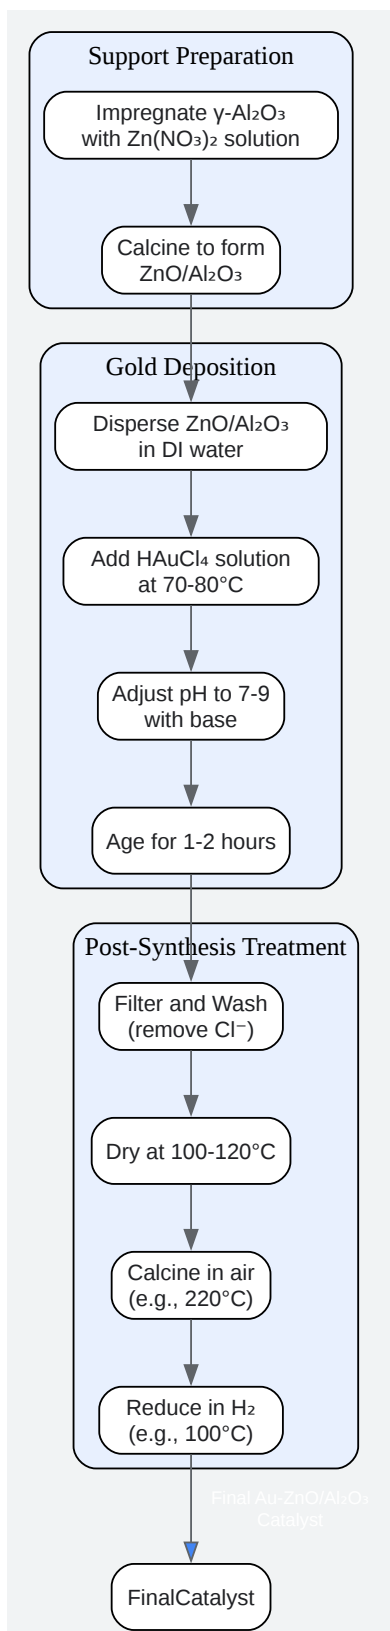 Support Preparation
Impregnate γ-Al₂O₃
with Zn(NO₃)₂ solution
Calcine to form
ZnO/Al₂O₃
Gold Deposition
Disperse ZnO/Al₂O₃
in DI water
Add HAuCl₄ solution
at 70-80°C
Adjust pH to 7-9
with base
Age for 1-2 hours
Post-Synthesis Treatment
Filter and Wash
(remove Cl⁻)
Dry at 100-120°C
Calcine in air
(e.g., 220°C)
Reduce in H₂
(e.g., 100°C)
Final Au-ZnO/Al₂O₃
Catalyst
FinalCatalyst